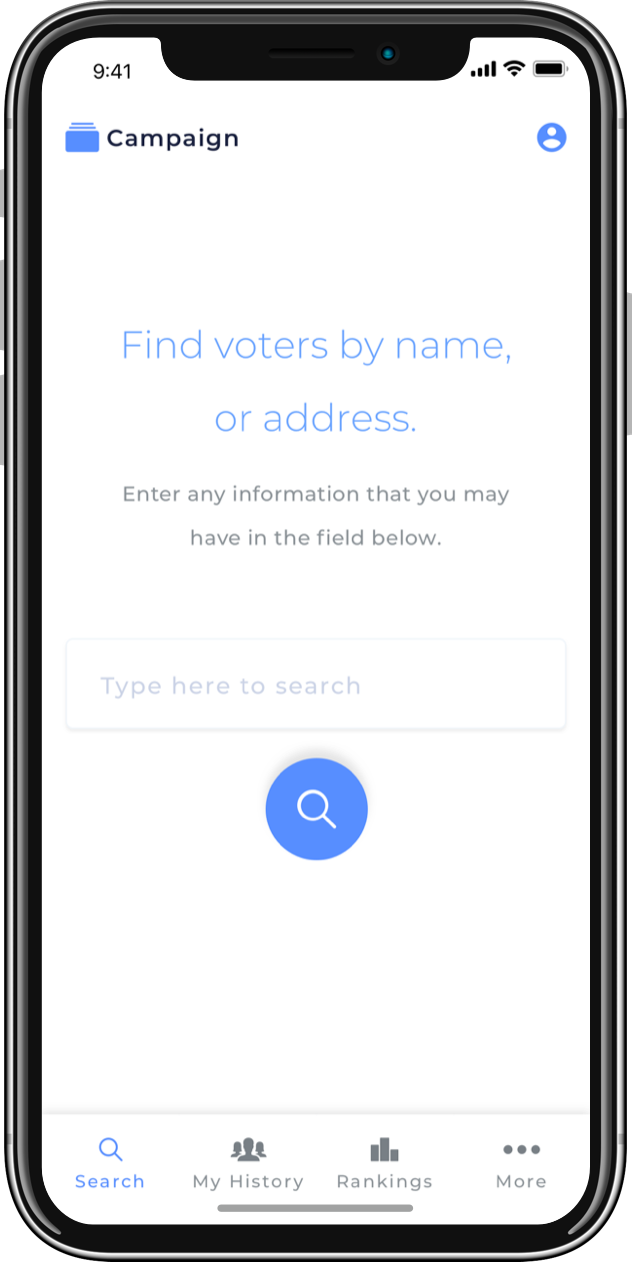 9:41
Campaign
Find voters by name,
or address.
Enter any information that you may
have in the field below.
Type here to search
Search
My History
Rankings
More